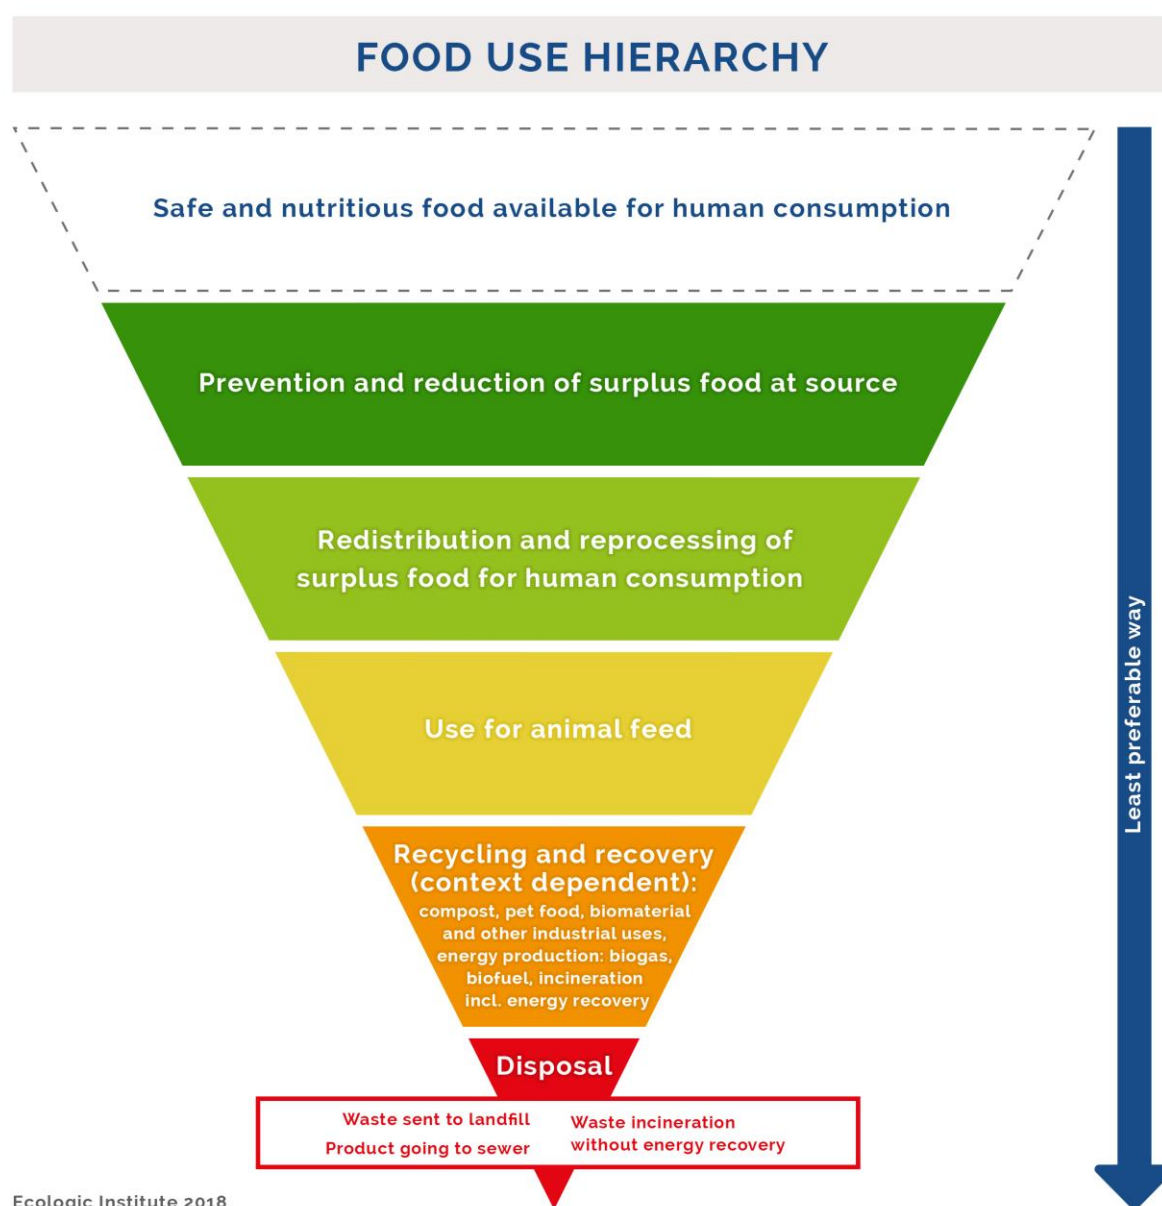 FOOD USE HIERARCHY
Safe and nutritious food available for human consumption
Prevention and reduction of surplus food at source
Redistribution and reprocessing of
surplus food for human consumption
Use for animal feed
Recycling and recovery
(context dependent):
compost, pet food, biomaterial
and other industrial uses,
energy production: biogas,
biofuel, incineration
incl. energy recovery
Disposal
Waste sent to landfill
Product going to sewer
Waste incineration
without energy recovery
Least preferable way
Ecologic Institute 2018